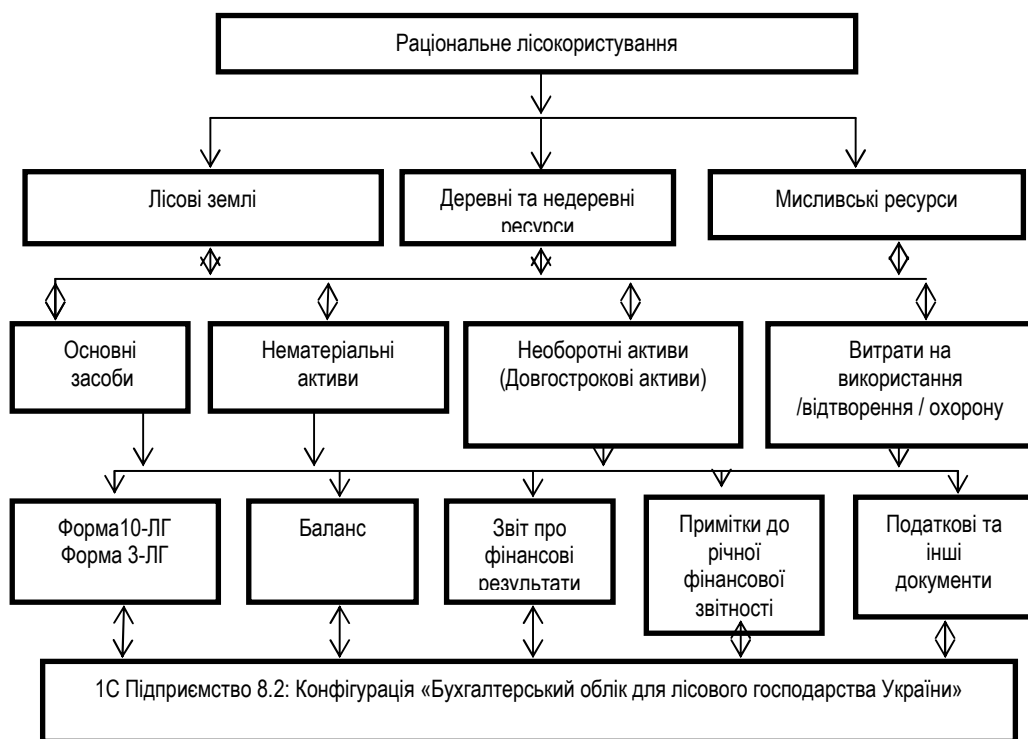 Раціональне лісокористування
Лісові землі
Деревні та недеревні
ресурси
Мисливські ресурси
Основні
засоби
Нематеріальні
активи
Необоротні активи
(Довгострокові активи)
Витрати на
використання
/відтворення / охорону
Форма10-ЛГ
Форма 3-ЛГ
Баланс
Звіт про
фінансові
результати
Примітки до
річної
фінансової
звітності
Податкові та
інші
документи
1С Підприємство 8.2: Конфігурація «Бухгалтерський облік для лісового господарства України»